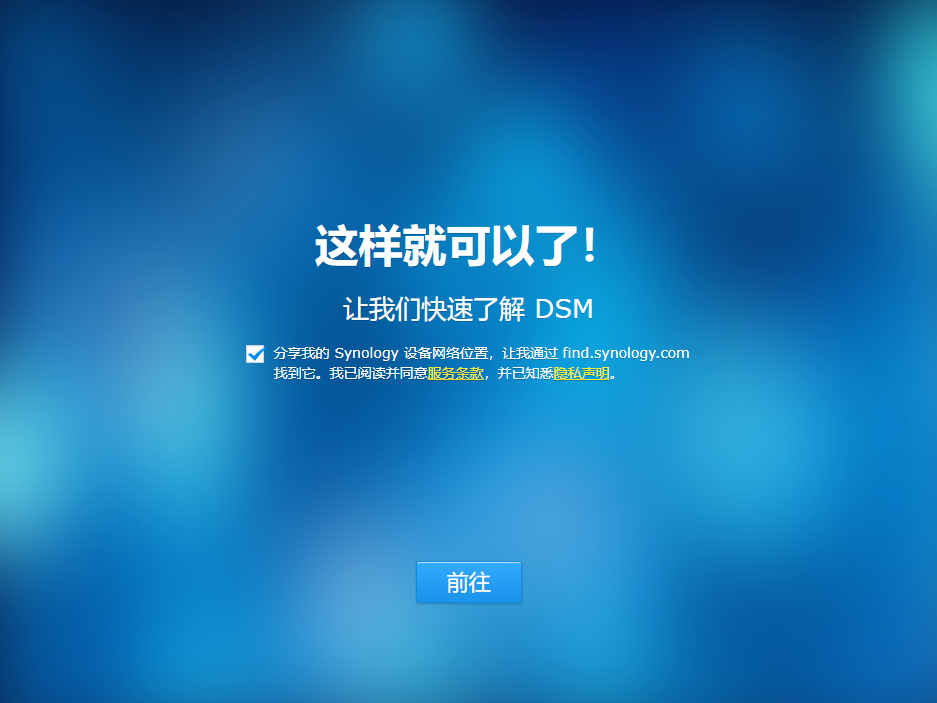 这样就可以了！
让我们快速了解 DSM
分享我的 Synology 设备网络位置，让我通过 find.synology.com
找到它。我已阅读并同意服务条款，并已知悉隐私声明。
前往